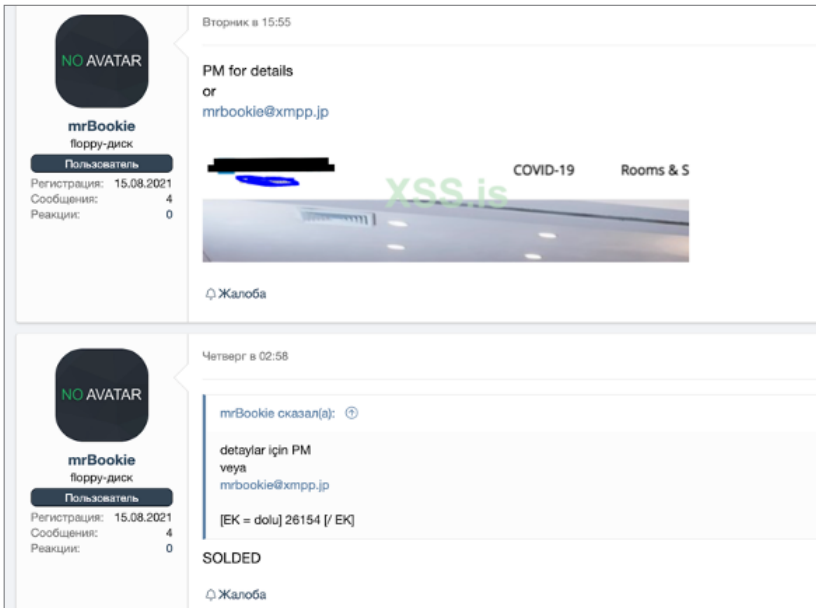 Вторник в 15:55
NO AVATAR
mrBookie
floppy-диск
Пользователь
Регистрация: 15.08.2021
Сообщения: 4
Реакции: 0
PM for details
or
mrbookie@xmpp.jp
COVID-19 Rooms & S
XSS.is
Жалоба
Четверг в 02:58
NO AVATAR
mrBookie
floppy-диск
Пользователь
Регистрация: 15.08.2021
Сообщения: 4
Реакции: 0
mrBookie сказал(а):
detaylar için PM
veya
mrbookie@xmpp.jp
[EK = dolu] 26154 [/ EK]
SOLDED
Жалоба